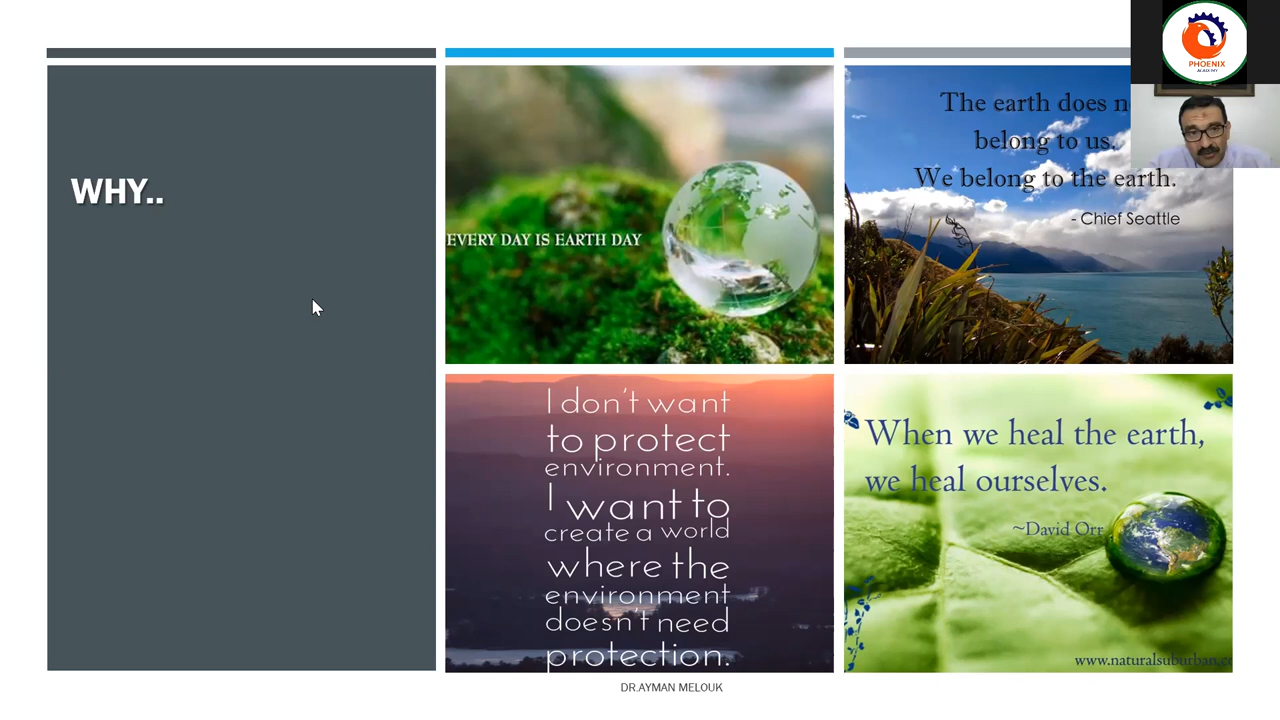 WHY..
EVERY DAY IS EARTH DAY
The earth does n
belong to us.
We belong to the earth.
- Chief Seattle
I don't want
to protect
environment.
I want to
create a world
where the
environment
doesn't need
protection.
When we heal the earth,
we heal ourselves.
~David Orr
www.naturalsuburban.co
DR.AYMAN MELOUK
PHOENIX
ACADEMY